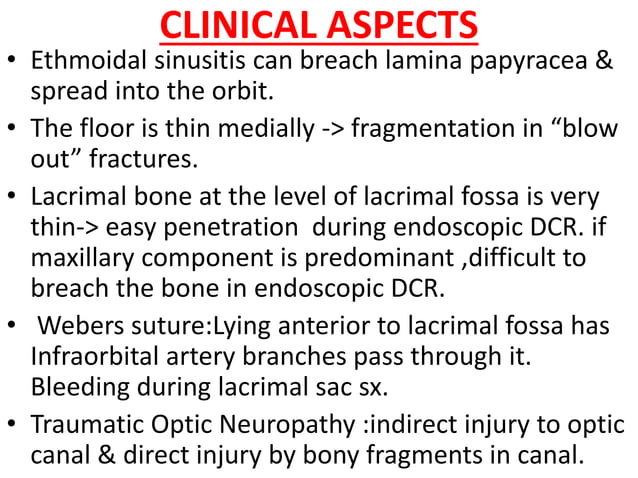 CLINICAL ASPECTS
• Ethmoidal sinusitis can breach lamina papyracea &
spread into the orbit.
• The floor is thin medially -> fragmentation in “blow
out” fractures.
• Lacrimal bone at the level of lacrimal fossa is very
thin-> easy penetration during endoscopic DCR. if
maxillary component is predominant ,difficult to
breach the bone in endoscopic DCR.
• Webers suture:Lying anterior to lacrimal fossa has
Infraorbital artery branches pass through it.
Bleeding during lacrimal sac sx.
• Traumatic Optic Neuropathy :indirect injury to optic
canal & direct injury by bony fragments in canal.